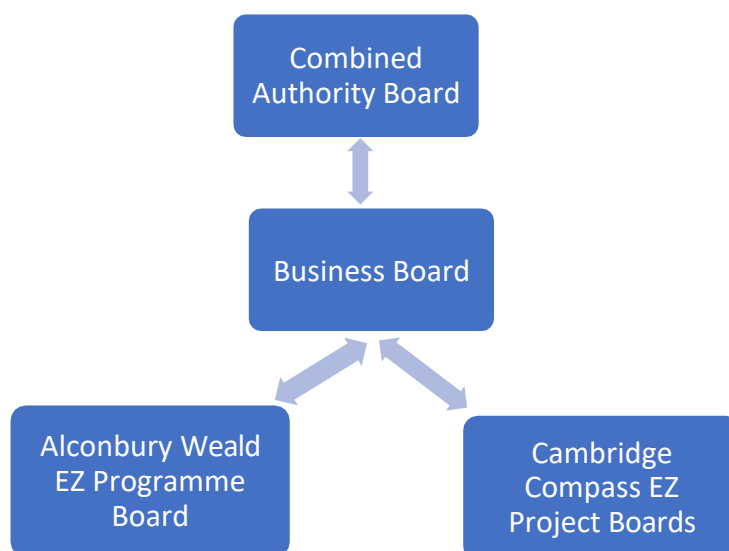 Combined
Authority Board
Business Board
Alconbury Weald
EZ Programme
Board
Cambridge
Compass EZ
Project Boards